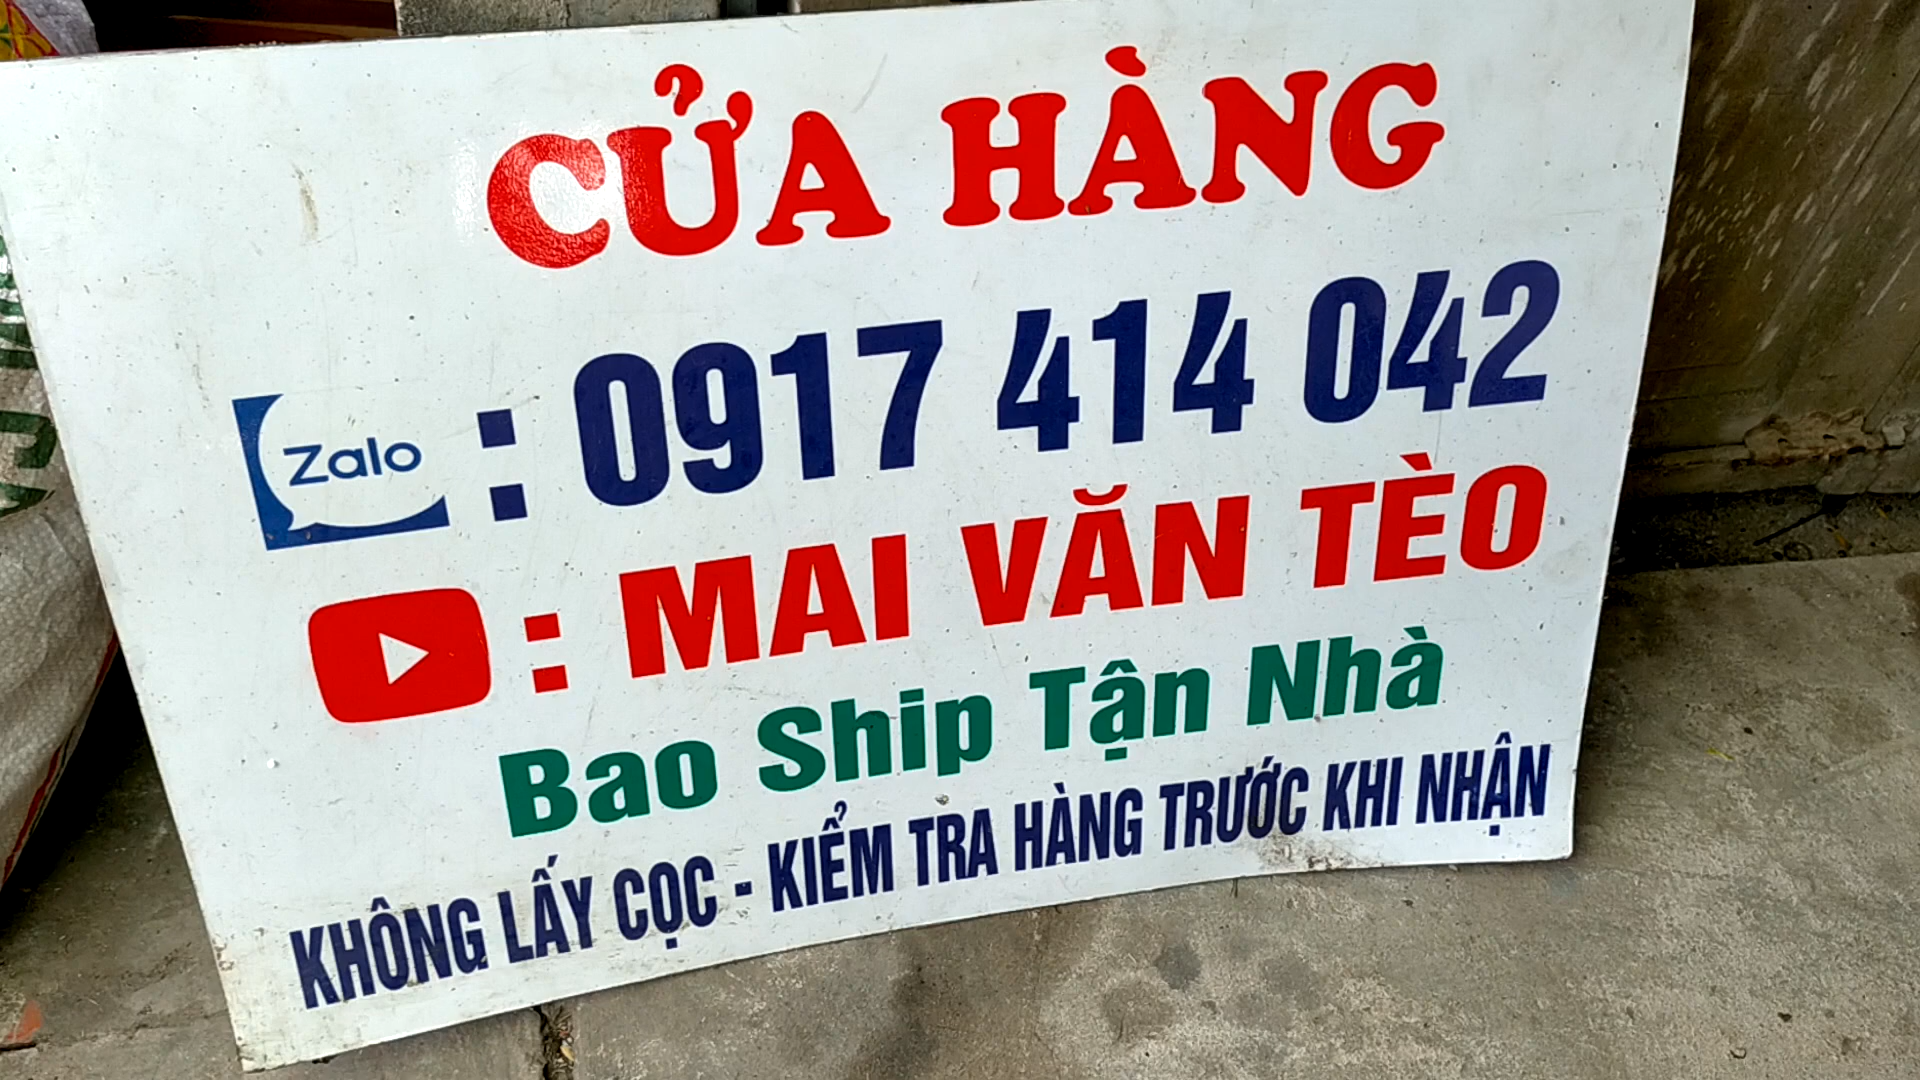 CỬA HÀNG
Zalo : 0917 414 042
: MAI VĂN TÈO
Bao Ship Tận Nhà
KHÔNG LẤY CỌC - KIỂM TRA HÀNG TRƯỚC KHI NHẬN